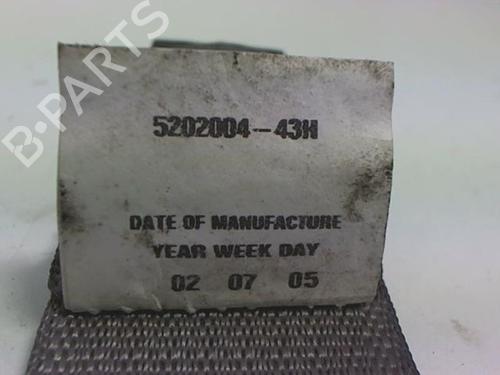 B-PARTS
5202004-43H
DATE OF MANUFACTURE
YEAR WEEK DAY
02 07 05